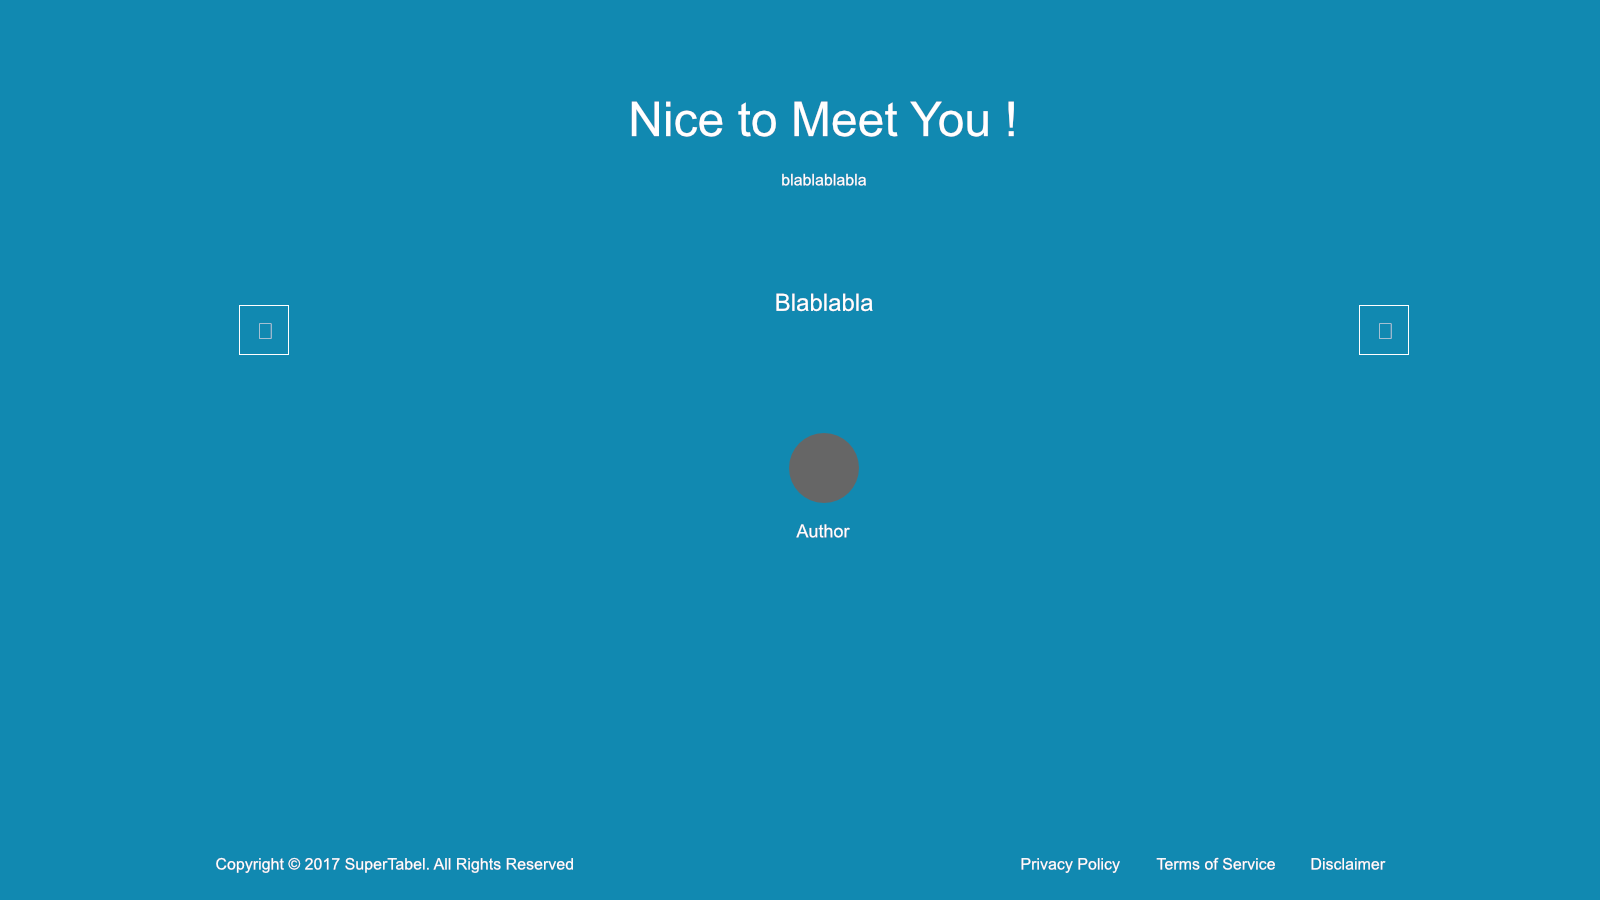 Nice to Meet You !
blablablabla
Blablabla
Author
Copyright © 2017 SuperTabel. All Rights Reserved
Privacy Policy Terms of Service Disclaimer